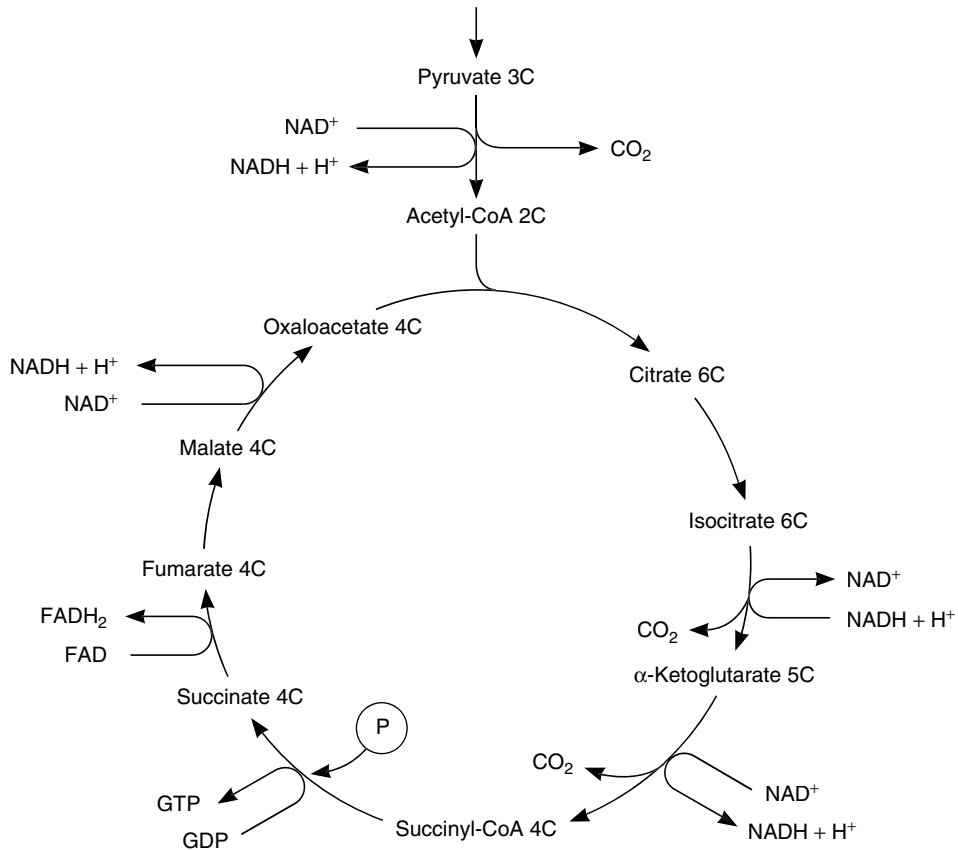 Pyruvate 3C
NAD⁺
NADH + H⁺
CO₂
Acetyl-CoA 2C
Oxaloacetate 4C
NADH + H⁺
NAD⁺
Citrate 6C
Malate 4C
Isocitrate 6C
Fumarate 4C
NAD⁺
FADH₂
NADH + H⁺
CO₂
FAD
α-Ketoglutarate 5C
Succinate 4C
P
CO₂
NAD⁺
GTP
NADH + H⁺
Succinyl-CoA 4C
GDP